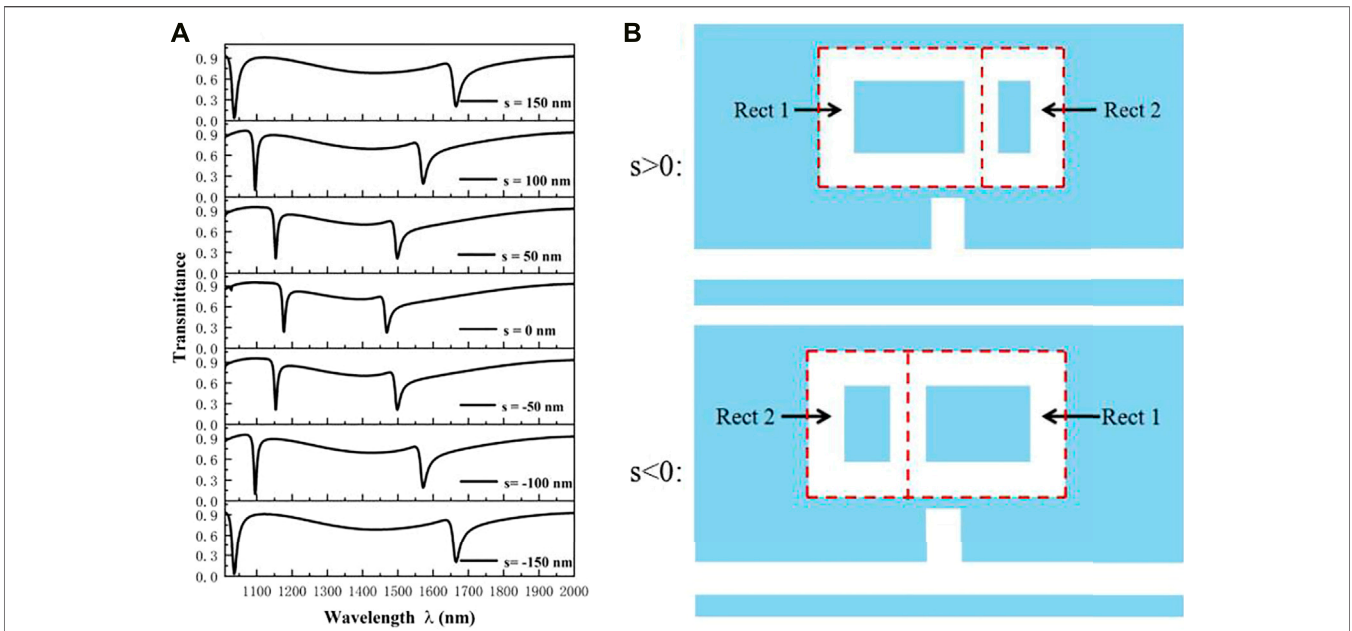 A
B
0.9
0.6
0.3
0.0
s = 150 nm
0.9
0.6
0.3
0.0
s = 100 nm
0.9
0.6
0.3
0.0
s = 50 nm
0.9
0.6
0.3
0.0
s = 0 nm
0.9
0.6
0.3
0.0
s = -50 nm
0.9
0.6
0.3
0.0
s= -100 nm
0.9
0.6
0.3
0.0
s= -150 nm
Transmittance
1100 1200 1300 1400 1500 1600 1700 1800 1900 2000
Wavelength λ (nm)
Rect 1
Rect 2
s>0:
Rect 2
Rect 1
s<0: